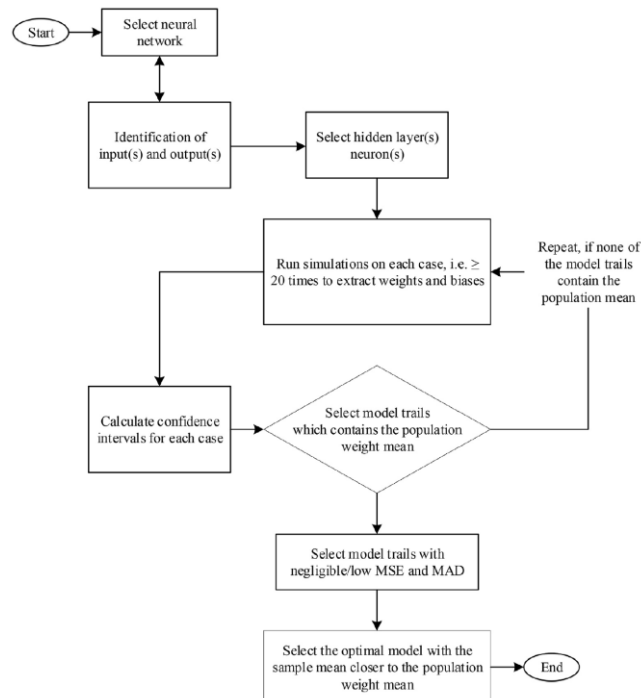 Start
Select neural
network
Identification of
input(s) and output(s)
Select hidden layer(s)
neuron(s)
Run simulations on each case, i.e. ≥
20 times to extract weights and biases
Repeat, if none of
the model trails
contain the
population mean
Calculate confidence
intervals for each case
Select model trails
which contains the population
weight mean
Select model trails with
negligible/low MSE and MAD
Select the optimal model with the
sample mean closer to the population
weight mean
End